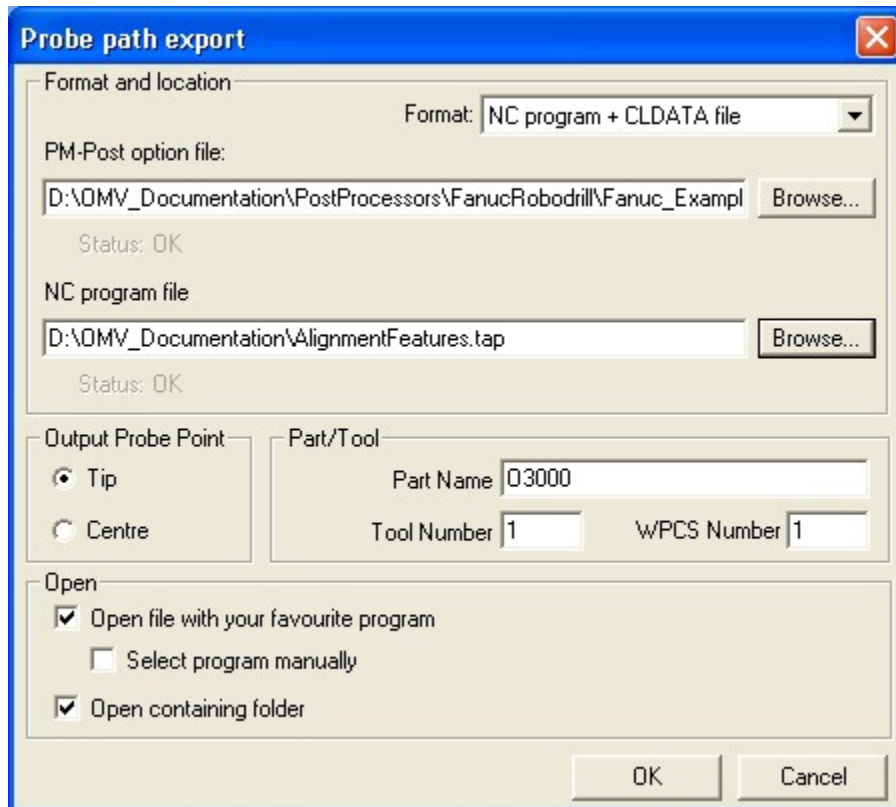 Probe path export
Format and location
Format: NC program + CLDATA file
PM-Post option file:
D:\OMV_Documentation\PostProcessors\FanucRobodrill\Fanuc_Exampl Browse...
Status: OK
NC program file
D:\OMV_Documentation\AlignmentFeatures.tap Browse...
Status: OK
Output Probe Point Part/Tool
Tip Part Name O3000
Centre Tool Number 1 WPCS Number 1
Open
Open file with your favourite program
Select program manually
Open containing folder
OK Cancel